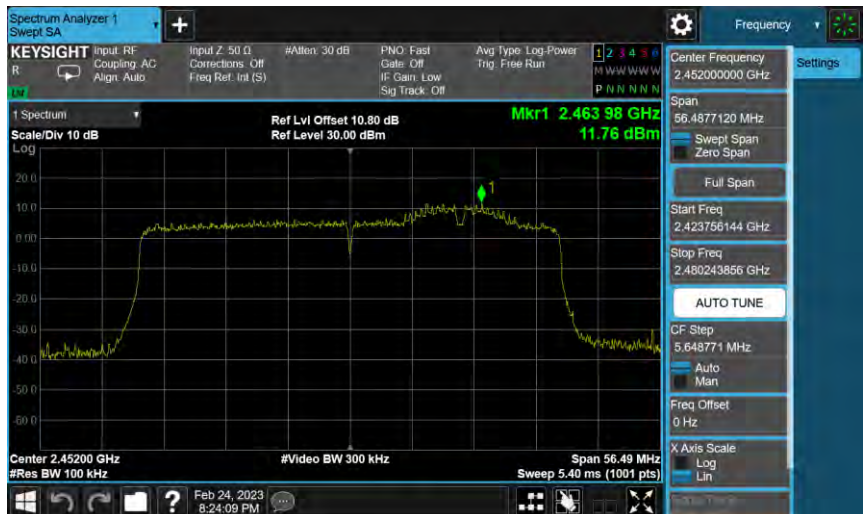 Spectrum Analyzer 1
Swept SA
+
Frequency
KEYSIGHT
R
Input: RF
Coupling: AC
Align: Auto
Input Z: 50 Ω
Corrections: Off
Freq Ref: Int (S)
#Atten: 30 dB
PNO: Fast
Gate: Off
IF Gain: Low
Sig Track: Off
Avg Type: Log-Power
Trig: Free Run
1 2 3 4 5 6
M W W W W W
P N N N N N
1 Spectrum
Scale/Div 10 dB
Ref Lvl Offset 10.80 dB
Ref Level 30.00 dBm
Mkr1 2.463 98 GHz
11.76 dBm
Log
20.0
10.0
0.00
-10.0
-20.0
-30.0
-40.0
-50.0
-60.0
1
Center 2.45200 GHz
#Res BW 100 kHz
#Video BW 300 kHz
Span 56.49 MHz
Sweep 5.40 ms (1001 pts)
Center Frequency
2.452000000 GHz
Span
56.4877120 MHz
Swept Span
Zero Span
Full Span
Start Freq
2.423756144 GHz
Stop Freq
2.480243856 GHz
AUTO TUNE
CF Step
5.648771 MHz
Auto
Man
Freq Offset
0 Hz
X Axis Scale
Log
Lin
Settings
?
Feb 24, 2023
8:24:09 PM